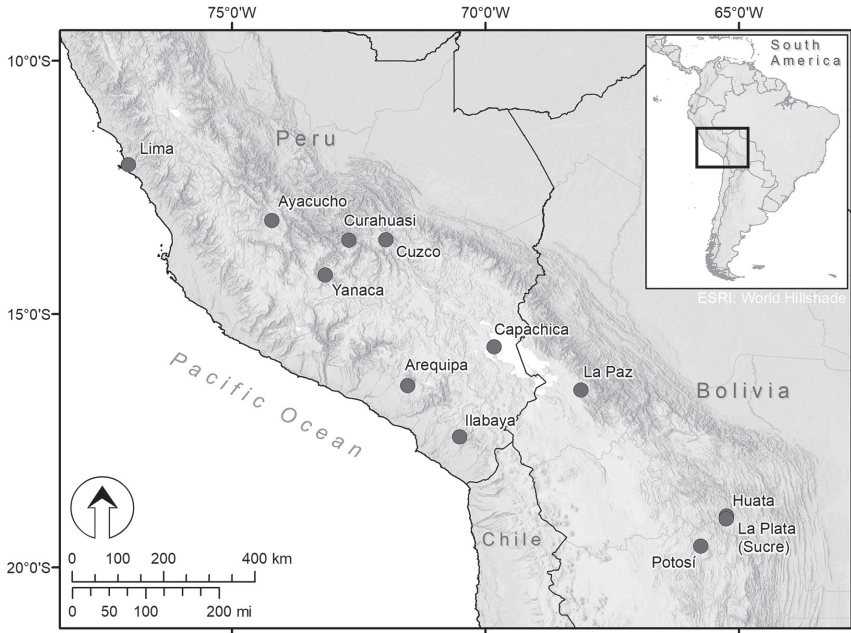 75°0'W
70°0'W
65°0'W
10°0'S
South
America
Peru
Lima
Ayacucho
Curahuasi
Cuzco
Yanaca
ESRI: World Hillshade
15°0'S
Capachica
Arequipa
La Paz
Pacific Ocean
Bolivia
Ilabaya
Huata
La Plata
(Sucre)
Chile
Potosí
0 100 200 400 km
20°0'S
0 50 100 200 mi